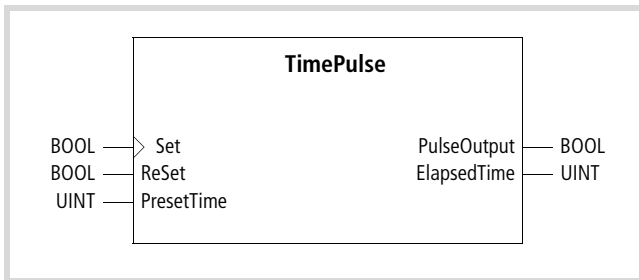 TimePulse
BOOL Set PulseOutput BOOL
BOOL ReSet ElapsedTime UINT
UINT PresetTime